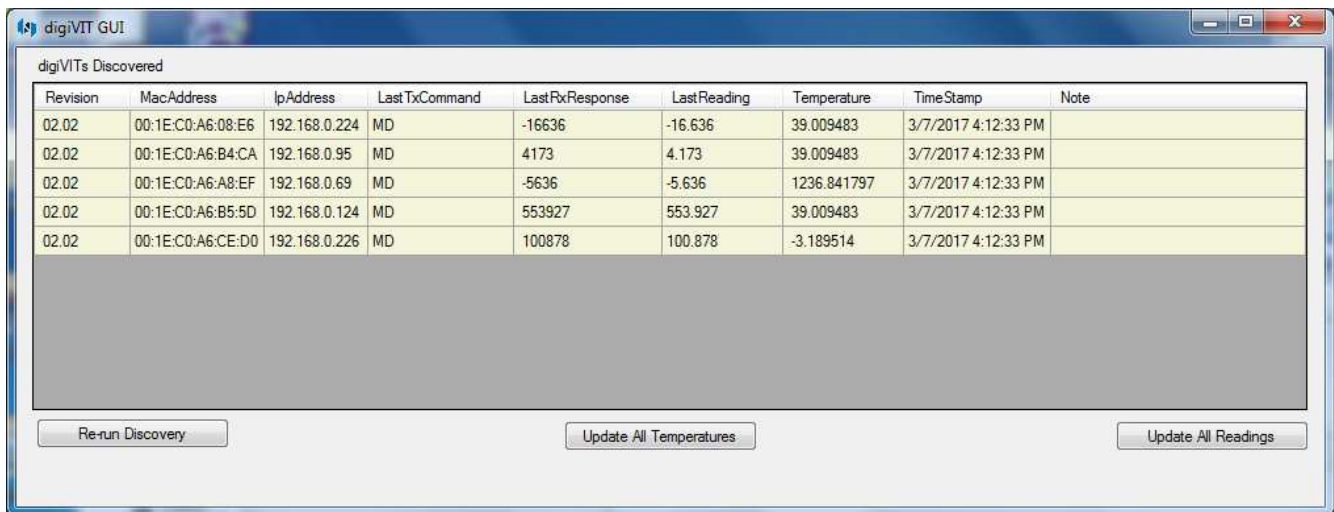 digiVIT GUI
digiVITs Discovered
Revision MacAddress IpAddress LastTxCommand LastRxResponse LastReading Temperature TimeStamp Note
02.02 00:1E:C0:A6:08:E6 192.168.0.224 MD -16636 -16.636 39.009483 3/7/2017 4:12:33 PM
02.02 00:1E:C0:A6:B4:CA 192.168.0.95 MD 4173 4.173 39.009483 3/7/2017 4:12:33 PM
02.02 00:1E:C0:A6:A8:EF 192.168.0.69 MD -5636 -5.636 1236.841797 3/7/2017 4:12:33 PM
02.02 00:1E:C0:A6:B5:5D 192.168.0.124 MD 553927 553.927 39.009483 3/7/2017 4:12:33 PM
02.02 00:1E:C0:A6:CE:D0 192.168.0.226 MD 100878 100.878 -3.189514 3/7/2017 4:12:33 PM
Re-run Discovery Update All Temperatures Update All Readings